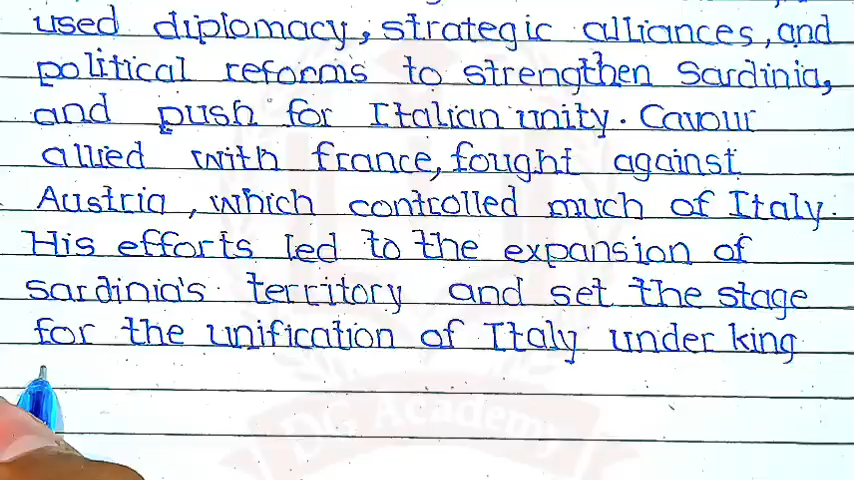 used diplomacy, strategic alliances, and
political reforms to strengthen Sardinia,
and push for Italian unity. Cavour
allied with france, fought against
Austria, which controlled much of Italy.
His efforts led to the expansion of
sardinia's territory and set the stage
for the unification of Italy under king
DG Academy